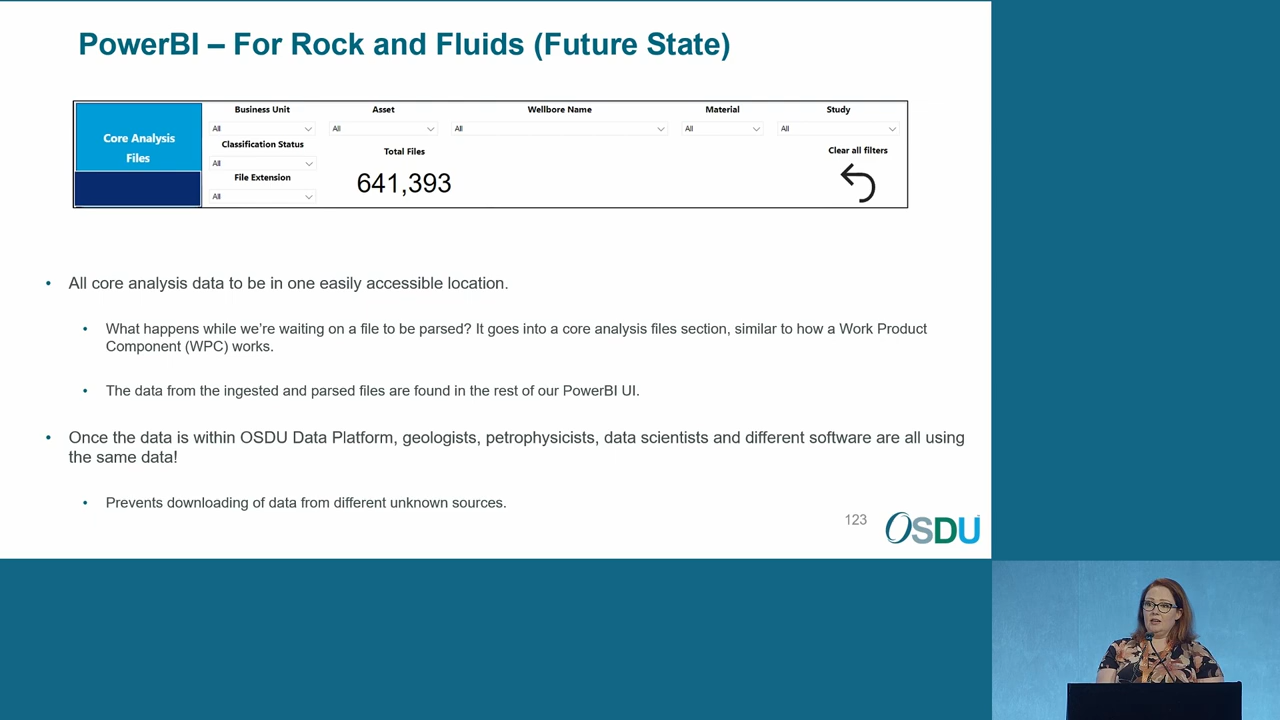 PowerBI – For Rock and Fluids (Future State)
Core Analysis
Files
Business Unit
All
Classification Status
All
File Extension
All
Asset
All
Total Files
641,393
Wellbore Name
All
Material
All
Study
All
Clear all filters
• All core analysis data to be in one easily accessible location.
• What happens while we’re waiting on a file to be parsed? It goes into a core analysis files section, similar to how a Work Product
Component (WPC) works.
• The data from the ingested and parsed files are found in the rest of our PowerBI UI.
• Once the data is within OSDU Data Platform, geologists, petrophysicists, data scientists and different software are all using
the same data!
• Prevents downloading of data from different unknown sources.
123
OSDU